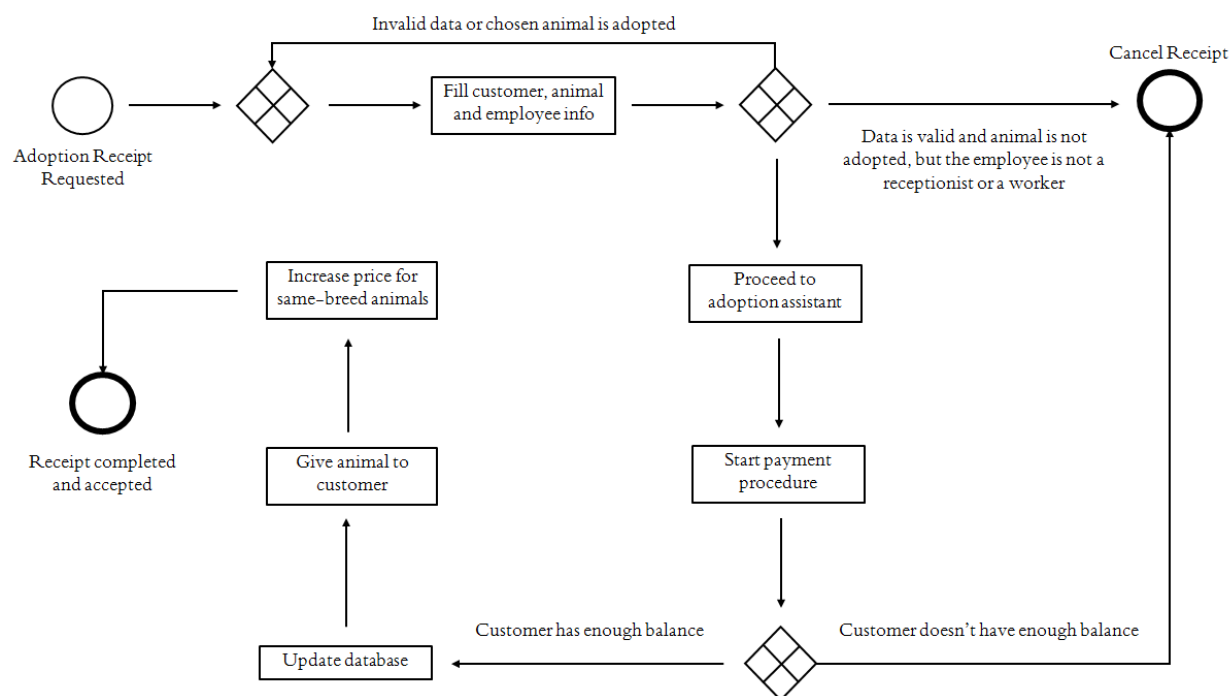 Invalid data or chosen animal is adopted
Cancel Receipt
Fill customer, animal
and employee info
Adoption Receipt
Requested
Data is valid and animal is not
adopted, but the employee is not a
receptionist or a worker
Increase price for
same-breed animals
Proceed to
adoption assistant
Receipt completed
and accepted
Give animal to
customer
Start payment
procedure
Customer has enough balance
Customer doesn't have enough balance
Update database